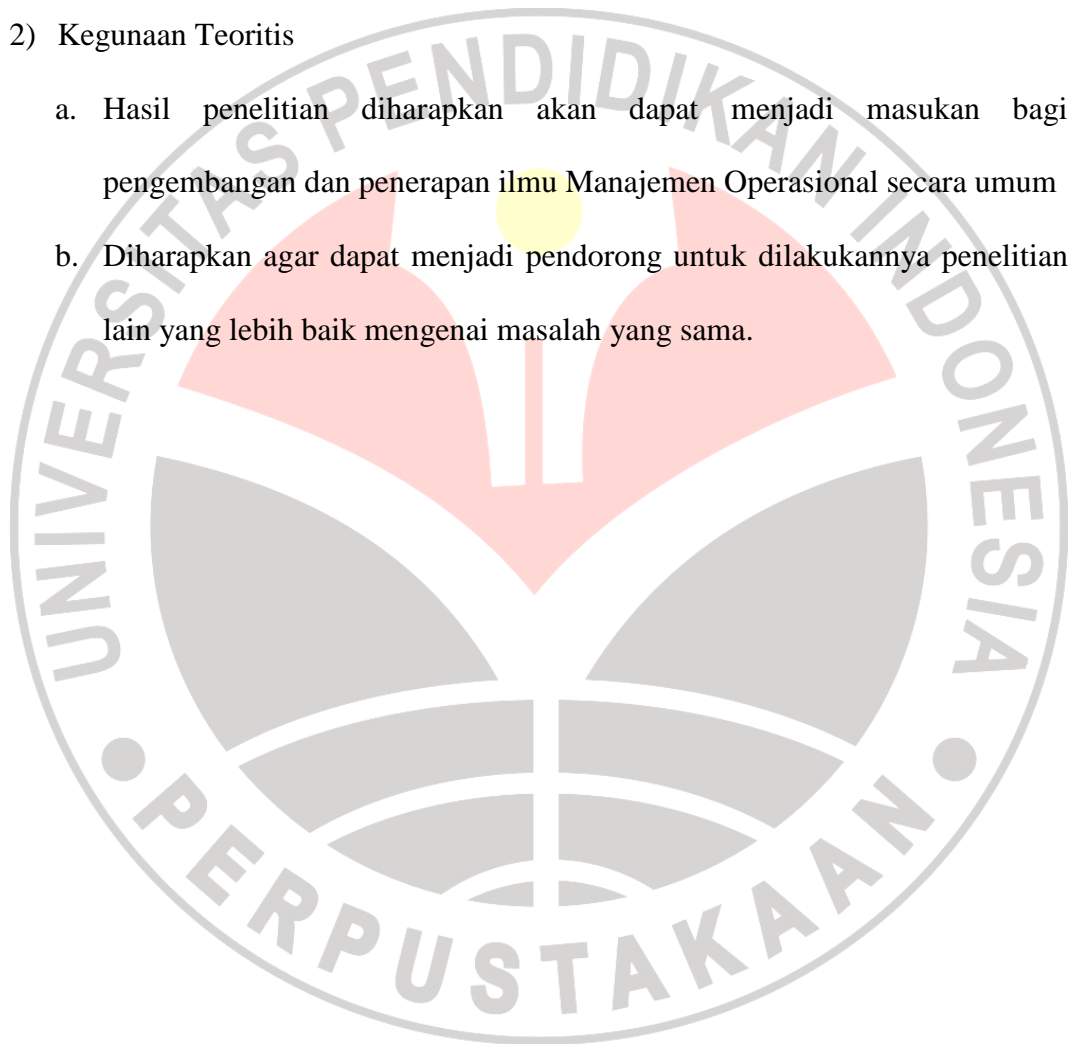 2) Kegunaan Teoritis
a. Hasil penelitian diharapkan akan dapat menjadi masukan bagi
pengembangan dan penerapan ilmu Manajemen Operasional secara umum
b. Diharapkan agar dapat menjadi pendorong untuk dilakukannya penelitian
lain yang lebih baik mengenai masalah yang sama.
UNIVERSITAS PENDIDIKAN INDONESIA
PERPUSTAKAAN